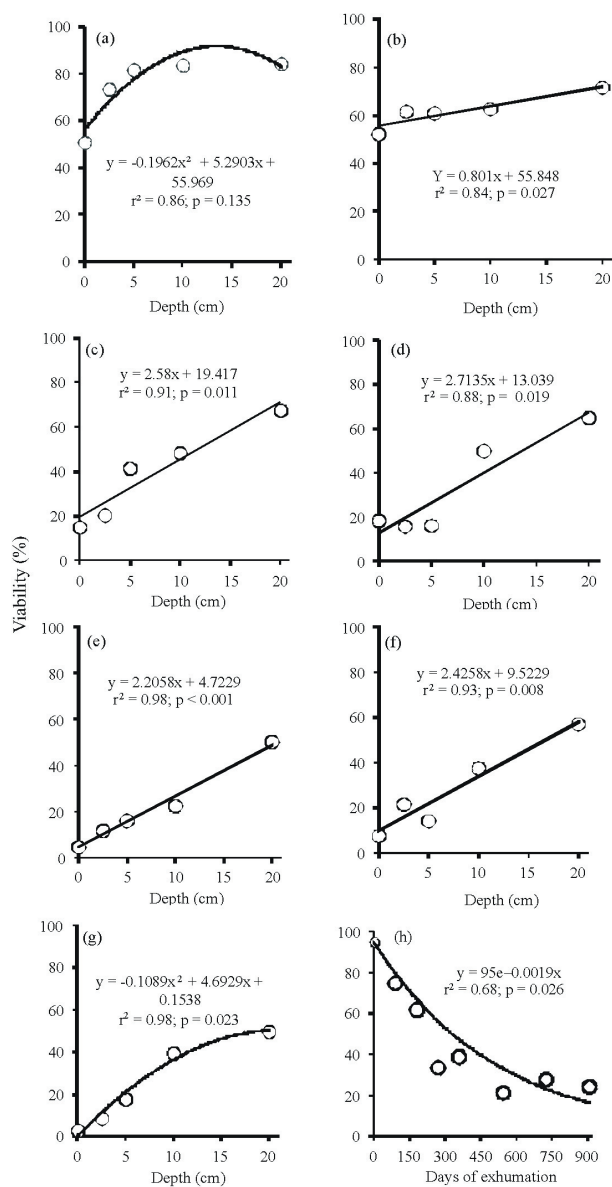 (a)
100
80
60
40
20
0
y = -0.1962x² + 5.2903x +
55.969
r² = 0.86; p = 0.135
0 5 10 15 20
Depth (cm)
(b)
100
80
60
40
20
0
Y = 0.801x + 55.848
r² = 0.84; p = 0.027
0 5 10 15 20
Depth (cm)
Viability (%)
(c)
100
80
60
40
20
0
y = 2.58x + 19.417
r² = 0.91; p = 0.011
0 5 10 15 20
Depth (cm)
(d)
100
80
60
40
20
0
y = 2.7135x + 13.039
r² = 0.88; p = 0.019
0 5 10 15 20
Depth (cm)
(e)
100
80
60
40
20
0
y = 2.2058x + 4.7229
r² = 0.98; p < 0.001
0 5 10 15 20
Depth (cm)
(f)
100
80
60
40
20
0
y = 2.4258x + 9.5229
r² = 0.93; p = 0.008
0 5 10 15 20
Depth (cm)
(g)
100
80
60
40
20
0
y = -0.1089x² + 4.6929x +
0.1538
r² = 0.98; p = 0.023
0 5 10 15 20
Depth (cm)
(h)
100
80
60
40
20
0
y = 95e–0.0019x
r² = 0.68; p = 0.026
0 150 300 450 600 750 900
Days of exhumation